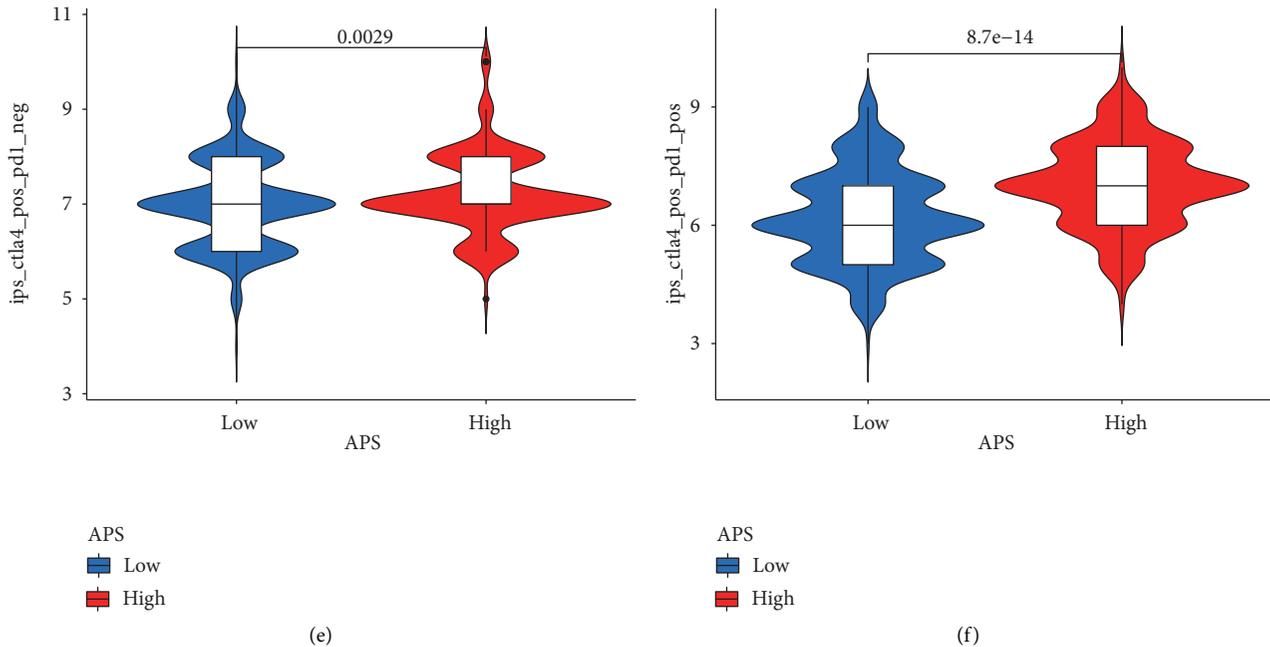 11
9
7
5
3
ips_ctla4_pos_pd1_neg
0.0029
Low
High
APS
APS
Low
High
(e)
9
6
3
ips_ctla4_pos_pd1_pos
8.7e−14
Low
High
APS
APS
Low
High
(f)